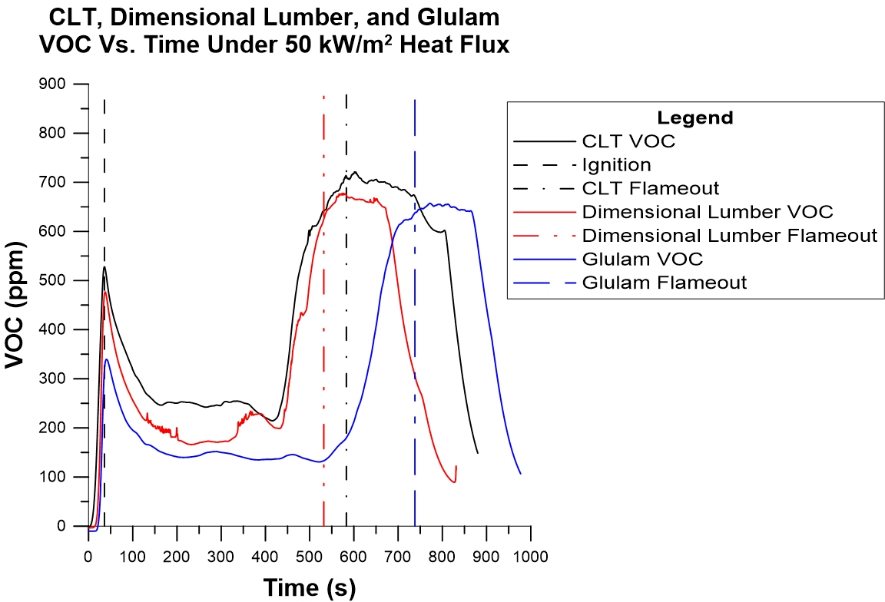 CLT, Dimensional Lumber, and Glulam
VOC Vs. Time Under 50 kW/m² Heat Flux
900
800
700
600
500
400
300
200
100
0
VOC (ppm)
0 100 200 300 400 500 600 700 800 900 1000
Time (s)
Legend
CLT VOC
Ignition
CLT Flameout
Dimensional Lumber VOC
Dimensional Lumber Flameout
Glulam VOC
Glulam Flameout